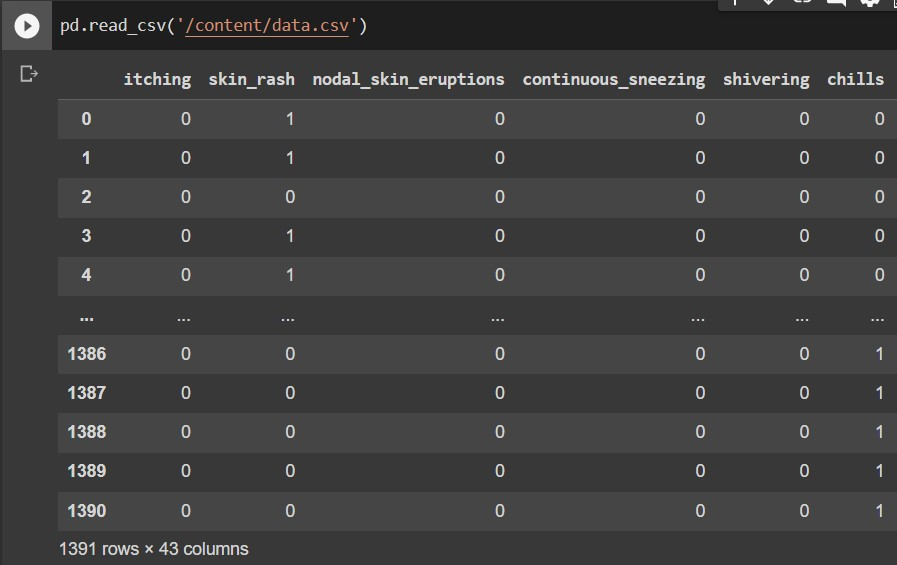 pd.read_csv('/content/data.csv')
itching skin_rash nodal_skin_eruptions continuous_sneezing shivering chills
0 0 1 0 0 0 0
1 0 1 0 0 0 0
2 0 0 0 0 0 0
3 0 1 0 0 0 0
4 0 1 0 0 0 0
... ... ... ... ... ... ...
1386 0 0 0 0 0 1
1387 0 0 0 0 0 1
1388 0 0 0 0 0 1
1389 0 0 0 0 0 1
1390 0 0 0 0 0 1
1391 rows × 43 columns